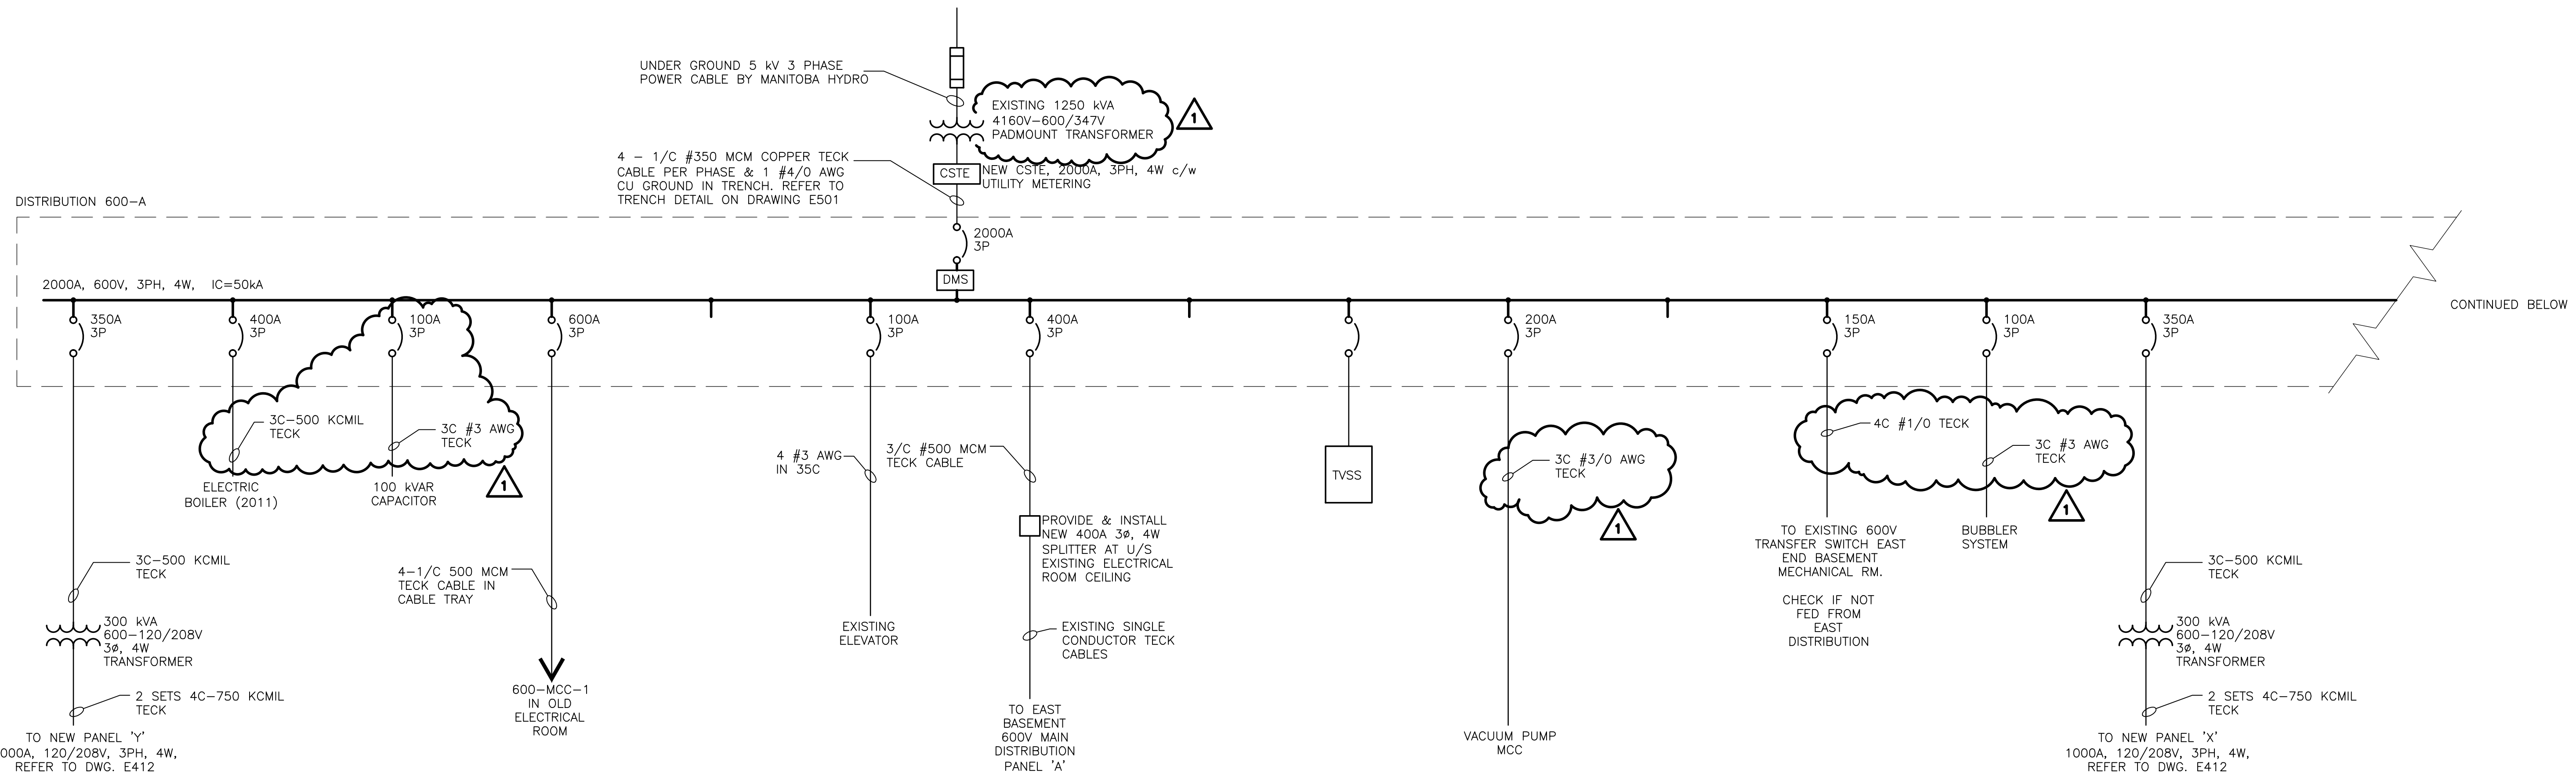 UNDER GROUND 5 kV 3 PHASE
POWER CABLE BY MANITOBA HYDRO
EXISTING 1250 kVA
4160V-600/347V
PADMOUNT TRANSFORMER
1
4 - 1/C #350 MCM COPPER TECK
CABLE PER PHASE & 1 #4/0 AWG
CU GROUND IN TRENCH. REFER TO
TRENCH DETAIL ON DRAWING E501
CSTE
NEW CSTE, 2000A, 3PH, 4W c/w
UTILITY METERING
DISTRIBUTION 600-A
2000A
3P
DMS
2000A, 600V, 3PH, 4W, IC=50kA
CONTINUED BELOW
350A
3P
400A
3P
100A
3P
600A
3P
100A
3P
400A
3P
200A
3P
150A
3P
100A
3P
350A
3P
3C-500 KCMIL
TECK
3C #3 AWG
TECK
ELECTRIC
BOILER (2011)
100 kVAR
CAPACITOR
1
4 #3 AWG
IN 35C
3/C #500 MCM
TECK CABLE
TVSS
3C #3/0 AWG
TECK
1
4C #1/0 TECK
3C #3 AWG
TECK
1
PROVIDE & INSTALL
NEW 400A 3ø, 4W
SPLITTER AT U/S
EXISTING ELECTRICAL
ROOM CEILING
TO EXISTING 600V
TRANSFER SWITCH EAST
END BASEMENT
MECHANICAL RM.
CHECK IF NOT
FED FROM
EAST
DISTRIBUTION
BUBBLER
SYSTEM
3C-500 KCMIL
TECK
4-1/C 500 MCM
TECK CABLE IN
CABLE TRAY
3C-500 KCMIL
TECK
300 kVA
600-120/208V
3ø, 4W
TRANSFORMER
EXISTING
ELEVATOR
EXISTING SINGLE
CONDUCTOR TECK
CABLES
300 kVA
600-120/208V
3ø, 4W
TRANSFORMER
2 SETS 4C-750 KCMIL
TECK
600-MCC-1
IN OLD
ELECTRICAL
ROOM
TO EAST
BASEMENT
600V MAIN
DISTRIBUTION
PANEL 'A'
VACUUM PUMP
MCC
2 SETS 4C-750 KCMIL
TECK
TO NEW PANEL 'Y'
000A, 120/208V, 3PH, 4W,
REFER TO DWG. E412
TO NEW PANEL 'X'
1000A, 120/208V, 3PH, 4W,
REFER TO DWG. E412